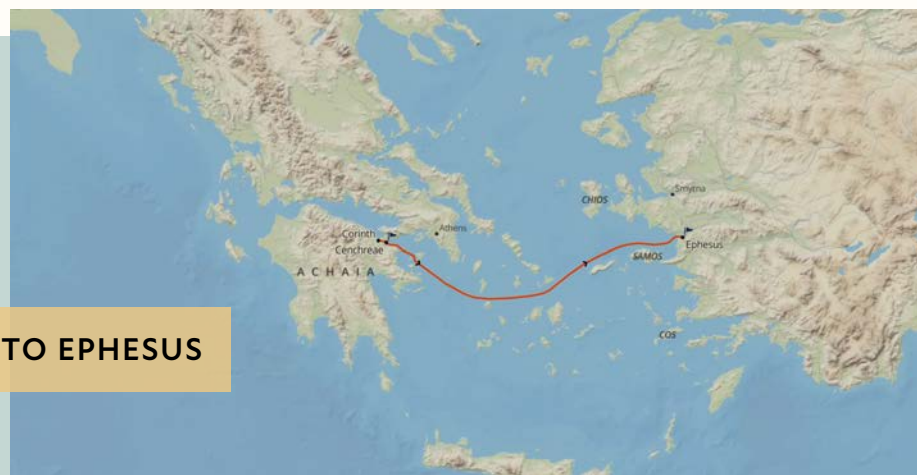 CHIOS
Smyrna
Corinth
Athens
Cenchreae
Ephesus
SAMOS
ACHAIA
TO EPHESUS
COS